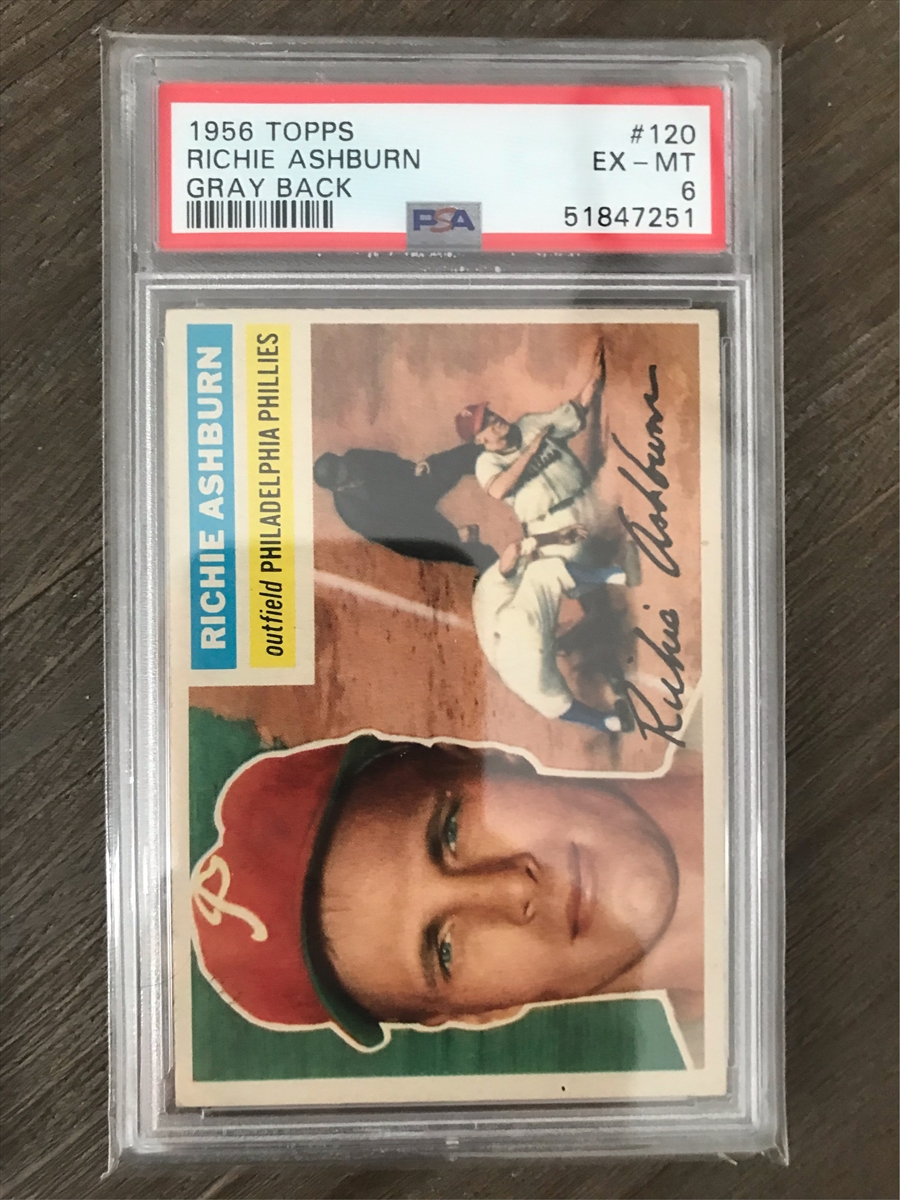 1956 TOPPS #120
RICHIE ASHBURN EX-MT
GRAY BACK 6
PSA 51847251
RICHIE ASHBURN
outfield PHILADELPHIA PHILLIES
Richie Ashburn
P